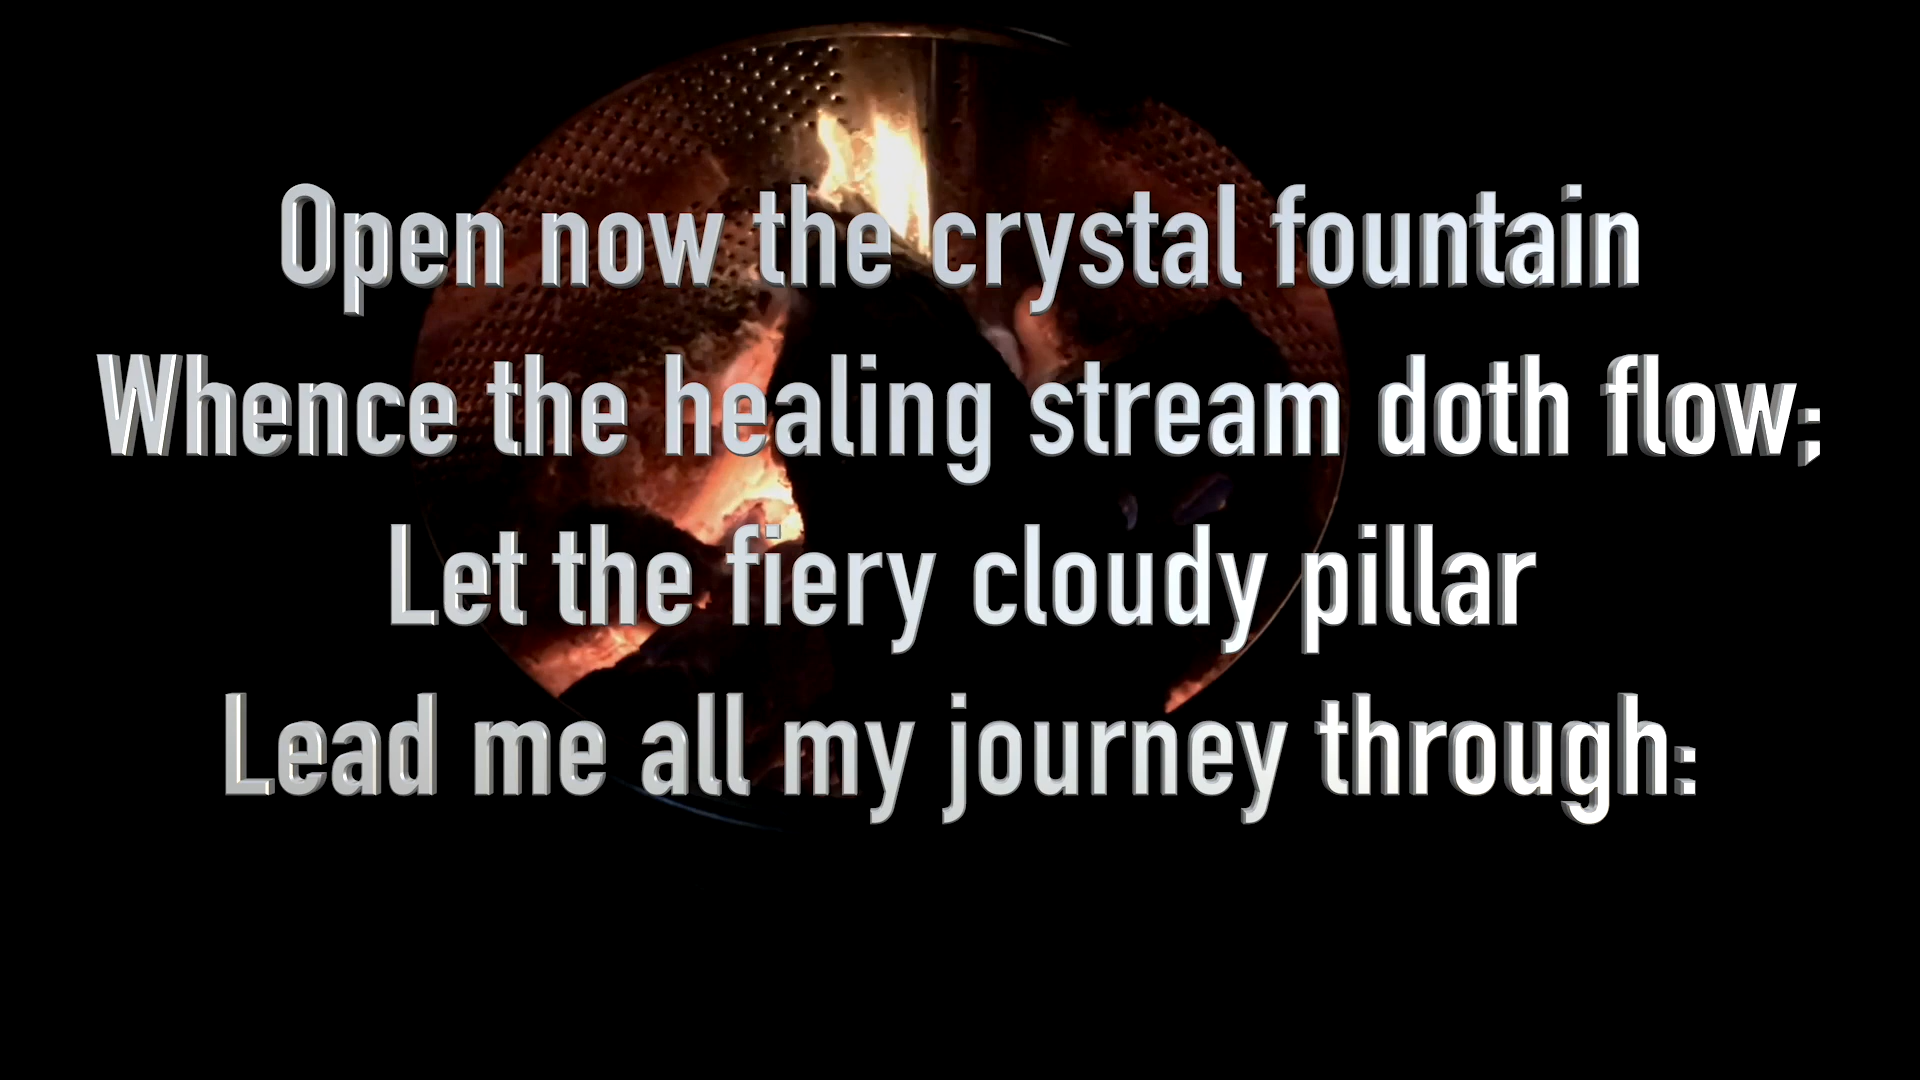 Open now the crystal fountain
Whence the healing stream doth flow;
Let the fiery cloudy pillar
Lead me all my journey through: